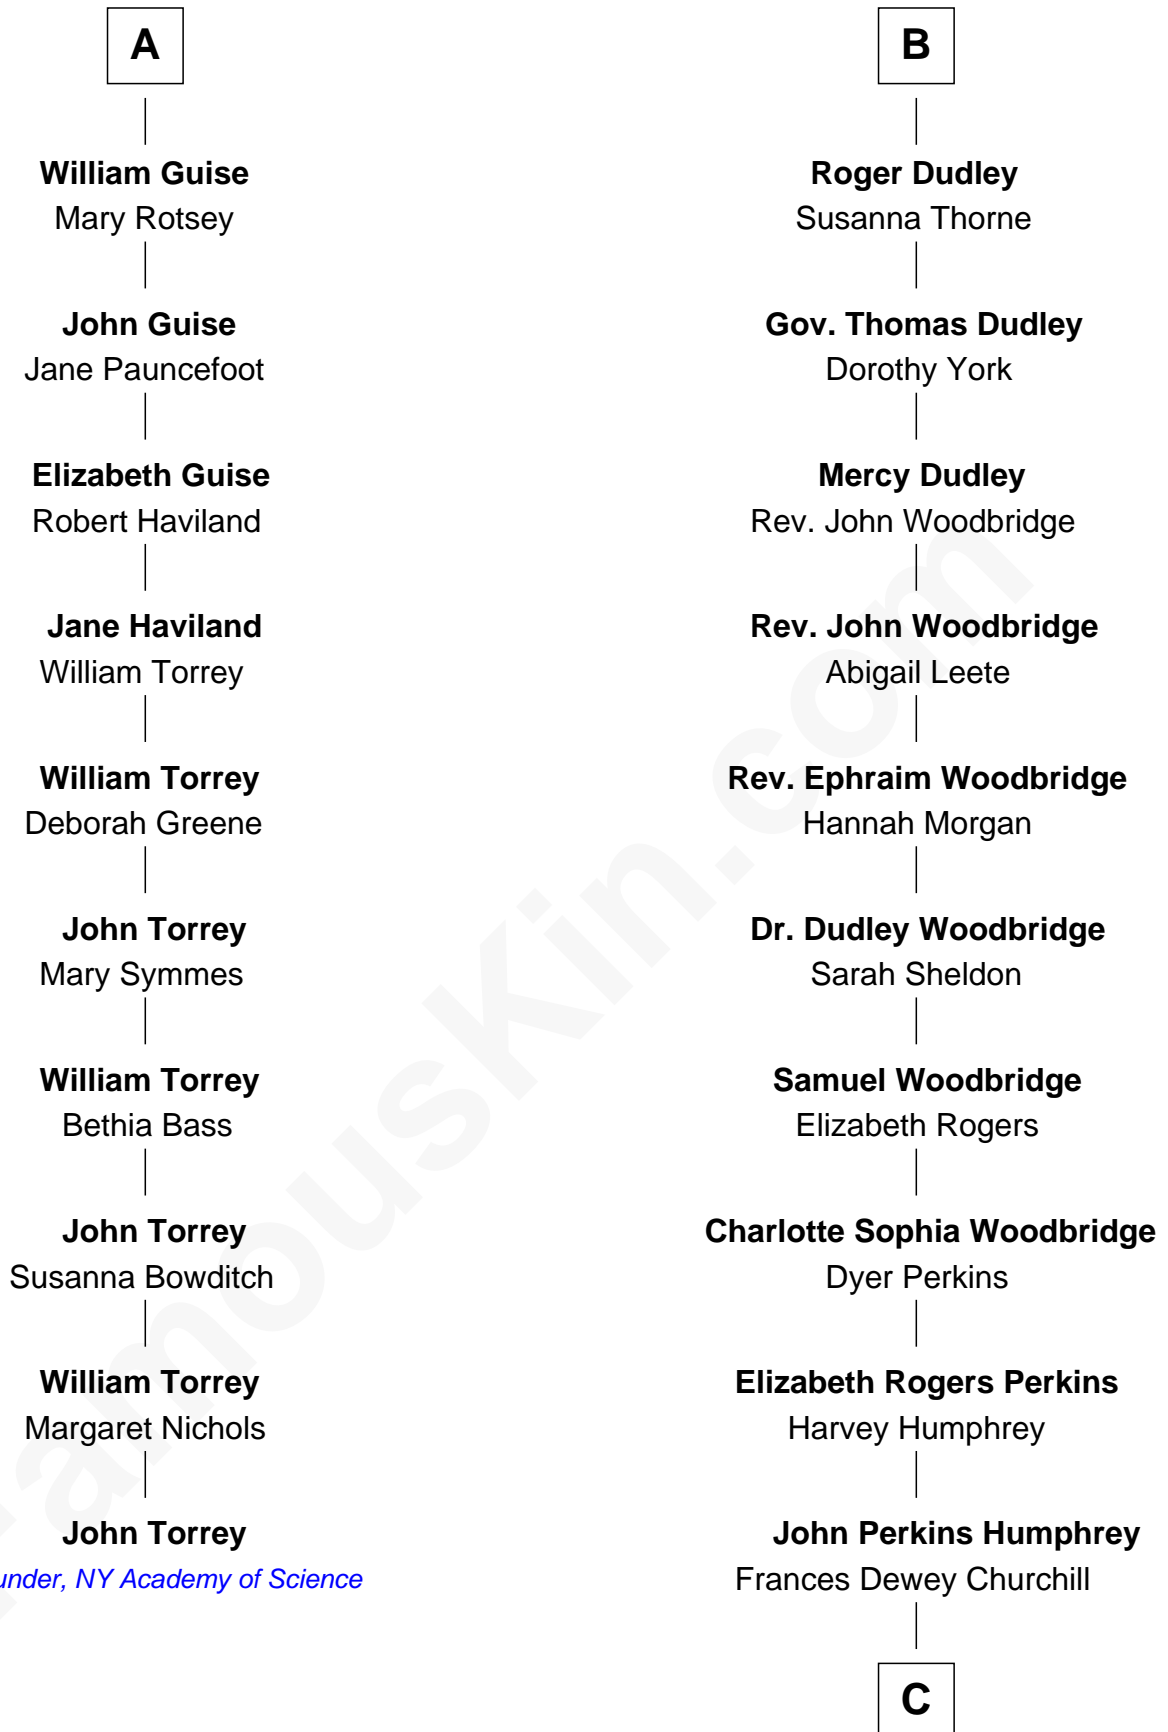 A
William Guise
Mary Rotsey
John Guise
Jane Pauncefoot
Elizabeth Guise
Robert Haviland
Jane Haviland
William Torrey
William Torrey
Deborah Greene
John Torrey
Mary Symmes
William Torrey
Bethia Bass
John Torrey
Susanna Bowditch
William Torrey
Margaret Nichols
John Torrey
under, NY Academy of Science
B
Roger Dudley
Susanna Thorne
Gov. Thomas Dudley
Dorothy York
Mercy Dudley
Rev. John Woodbridge
Rev. John Woodbridge
Abigail Leete
Rev. Ephraim Woodbridge
Hannah Morgan
Dr. Dudley Woodbridge
Sarah Sheldon
Samuel Woodbridge
Elizabeth Rogers
Charlotte Sophia Woodbridge
Dyer Perkins
Elizabeth Rogers Perkins
Harvey Humphrey
John Perkins Humphrey
Frances Dewey Churchill
C
FamousKin.com